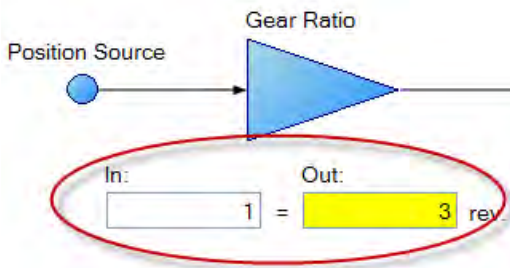 Gear Ratio
Position Source
In: Out:
1 = 3 rev.